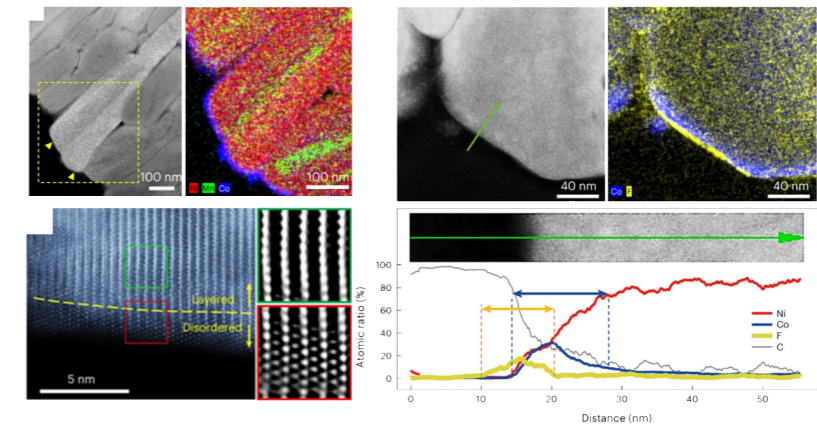 100 nm
Ni Mn Co
100 nm
40 nm
Co F
40 nm
Layered
Disordered
5 nm
Atomic ratio (%)
100
80
60
40
20
0
Ni
Co
F
C
0 10 20 30 40 50
Distance (nm)